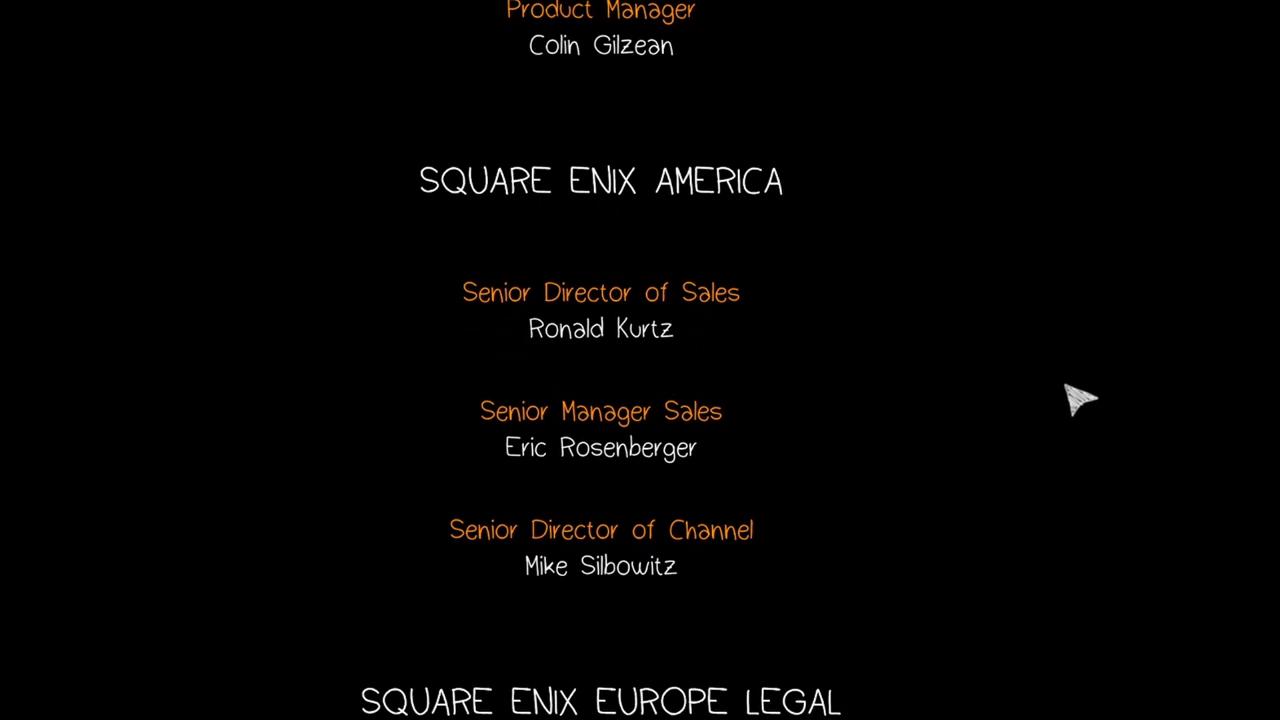 Product Manager
Colin Gilzean
SQUARE ENIX AMERICA
Senior Director of Sales
Ronald Kurtz
Senior Manager Sales
Eric Rosenberger
Senior Director of Channel
Mike Silbowitz
SQUARE ENIX EUROPE LEGAL